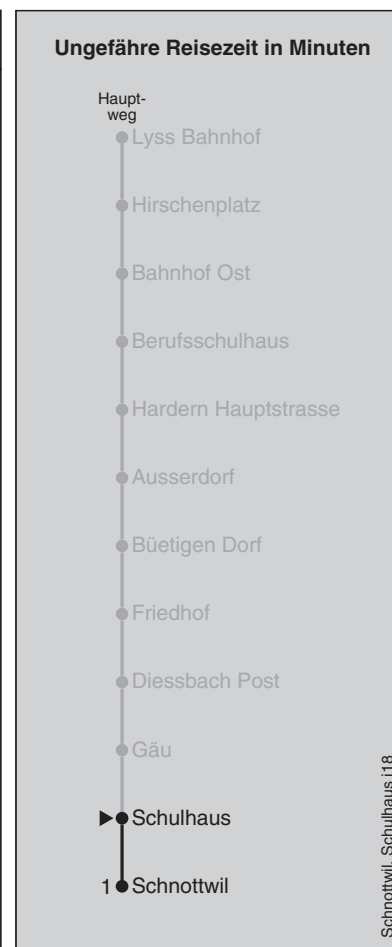 Ungefähre Reisezeit in Minuten
Haupt-
weg
Lyss Bahnhof
Hirschenplatz
Bahnhof Ost
Berufsschulhaus
Hardern Hauptstrasse
Ausserdorf
Büetigen Dorf
Friedhof
Diessbach Post
Gäu
Schulhaus
1 Schnottwil
Schnottwil, Schulhaus j18